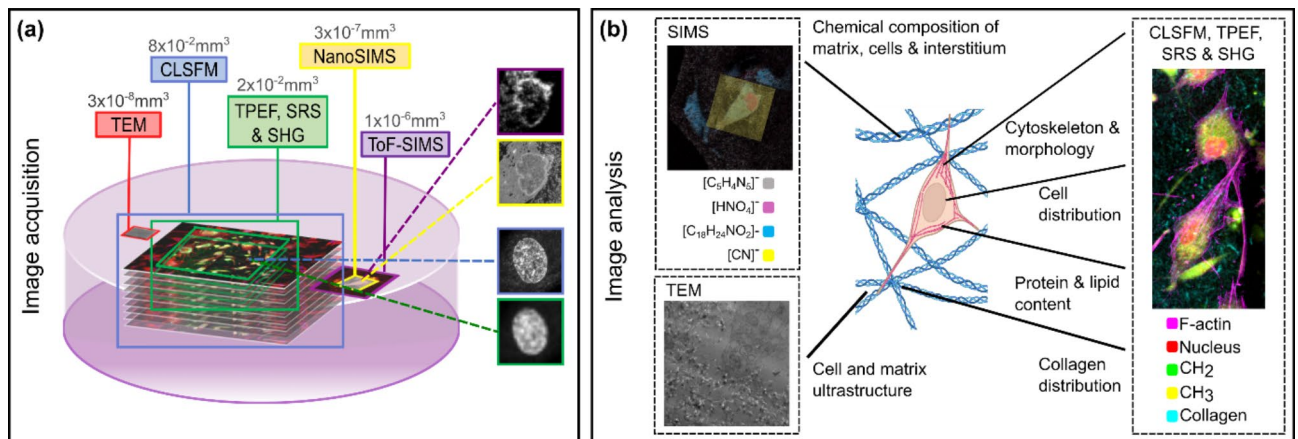 (a)
Image acquisition
3x10⁻⁸mm³
TEM
8x10⁻²mm³
CLSFM
2x10⁻²mm³
TPEF, SRS
& SHG
3x10⁻⁷mm³
NanoSIMS
1x10⁻⁶mm³
ToF-SIMS
(b)
Image analysis
SIMS
[C₅H₄N₅]⁻
[HNO₄]⁻
[C₁₈H₂₄NO₂]-
[CN]⁻
TEM
Chemical composition of
matrix, cells & interstitium
Cytoskeleton &
morphology
Cell
distribution
Protein & lipid
content
Collagen
distribution
Cell and matrix
ultrastructure
CLSFM, TPEF,
SRS & SHG
F-actin
Nucleus
CH₂
CH₃
Collagen